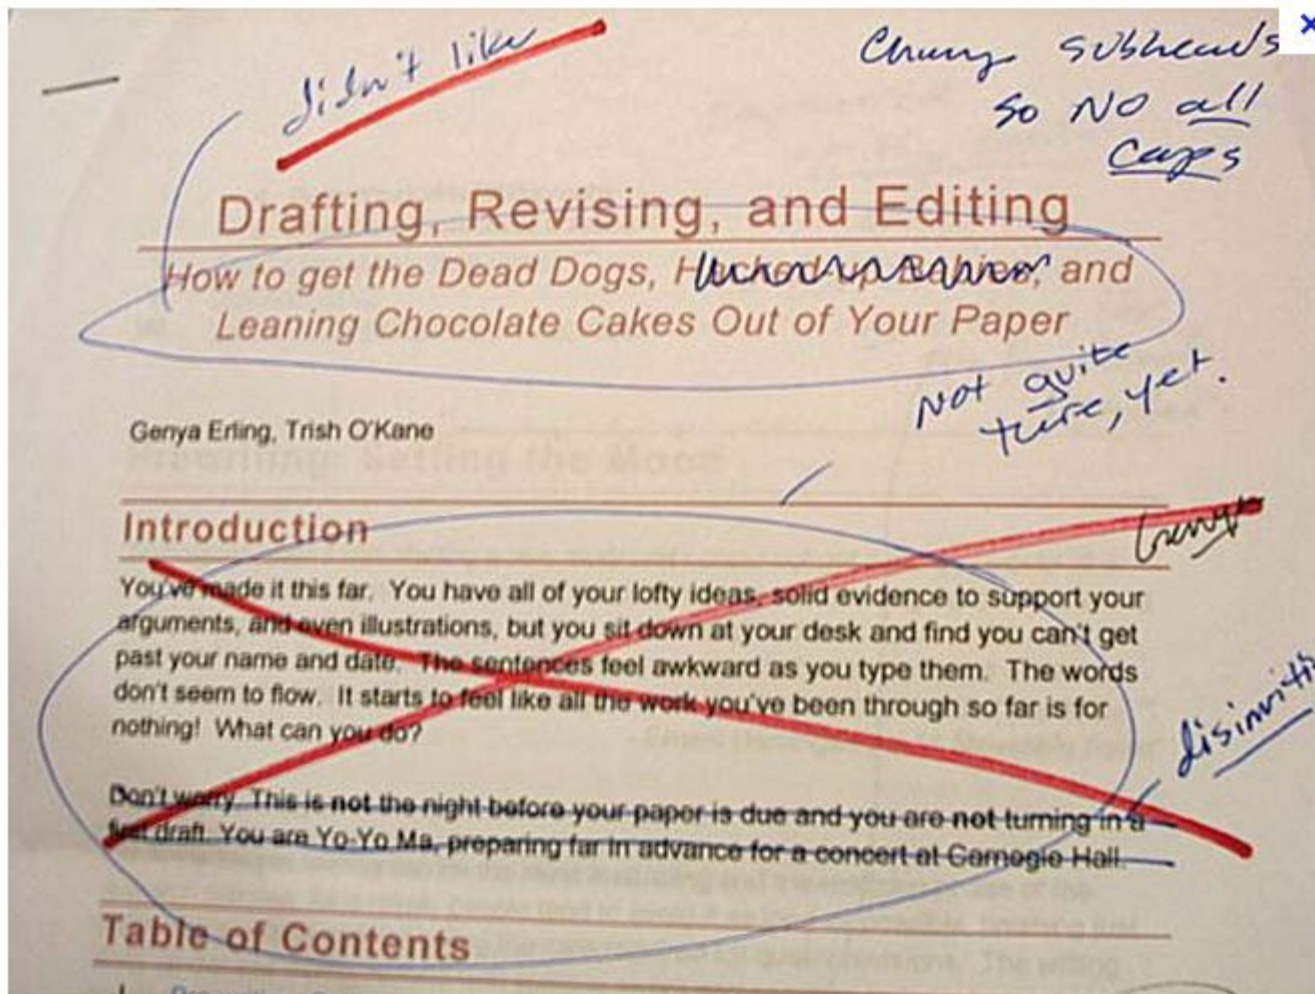 didn't like
Change subheads
so NO all
caps
Drafting, Revising, and Editing
How to get the Dead Dogs, Hacked-up Babies, and
Leaning Chocolate Cakes Out of Your Paper
Not quite
there, yet.
Genya Erling, Trish O'Kane
Introduction
You've made it this far. You have all of your lofty ideas, solid evidence to support your
arguments, and even illustrations, but you sit down at your desk and find you can't get
past your name and date. The sentences feel awkward as you type them. The words
don't seem to flow. It starts to feel like all the work you've been through so far is for
nothing! What can you do?
disinviti
Don't worry. This is not the night before your paper is due and you are not turning in a
first draft. You are Yo-Yo Ma, preparing far in advance for a concert at Carnegie Hall.
Table of Contents